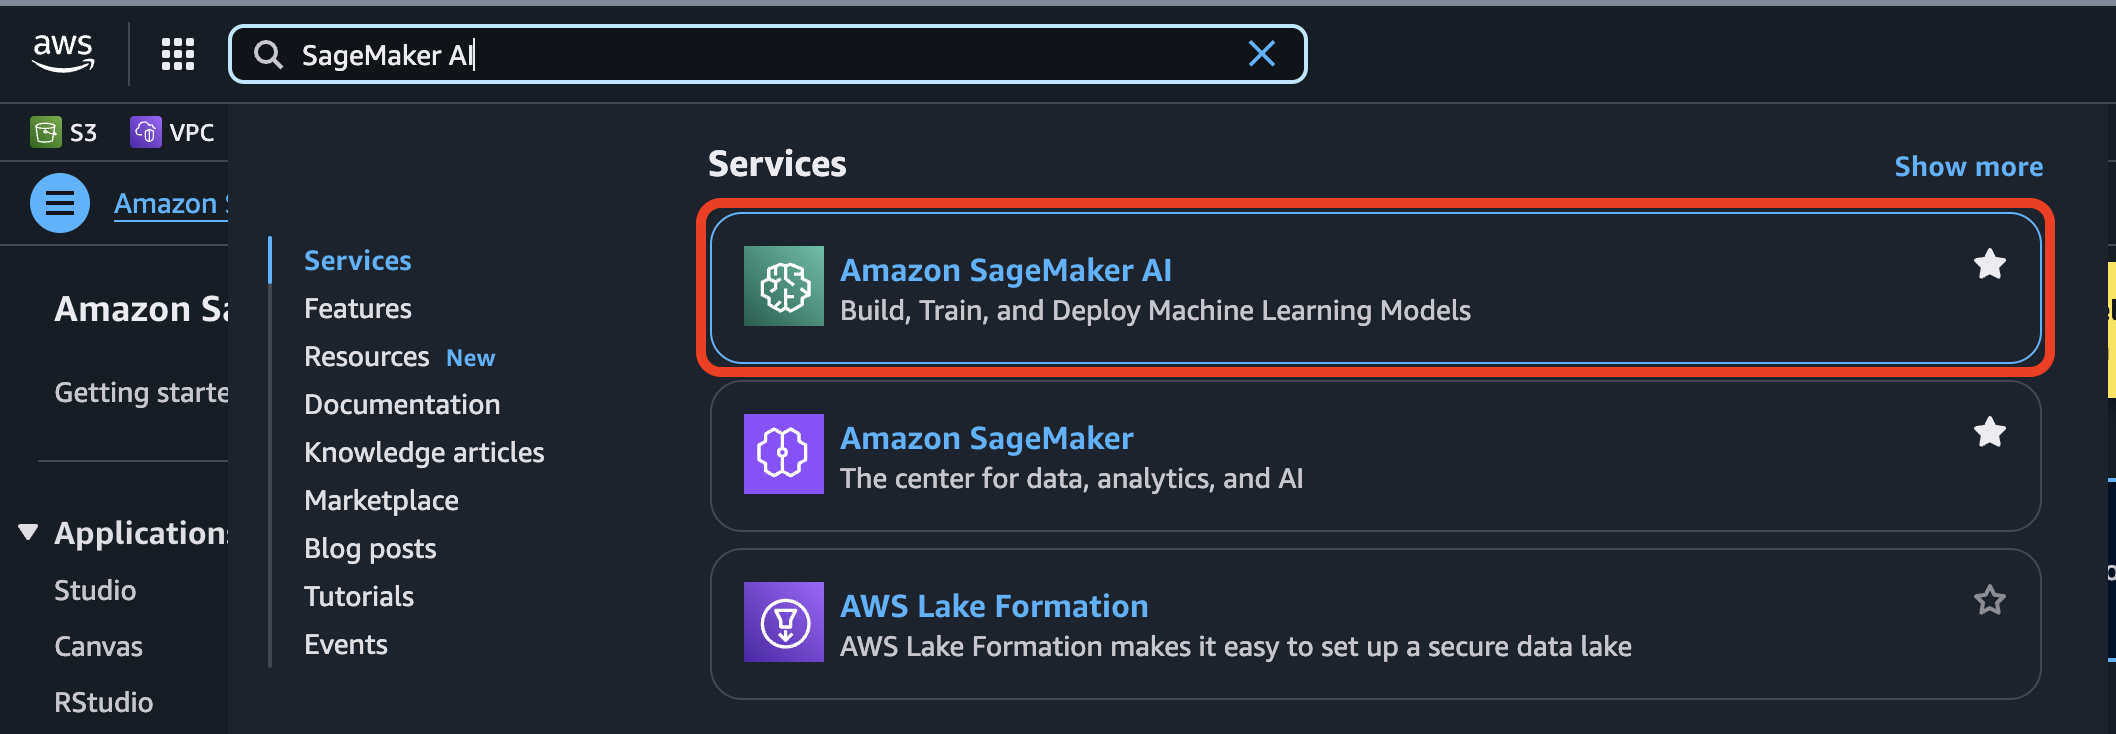 aws
SageMaker AI
S3
VPC
Amazon
Amazon Sa
Getting starte
Applications
Studio
Canvas
RStudio
Services
Features
Resources New
Documentation
Knowledge articles
Marketplace
Blog posts
Tutorials
Events
Services
Show more
Amazon SageMaker AI
Build, Train, and Deploy Machine Learning Models
Amazon SageMaker
The center for data, analytics, and AI
AWS Lake Formation
AWS Lake Formation makes it easy to set up a secure data lake